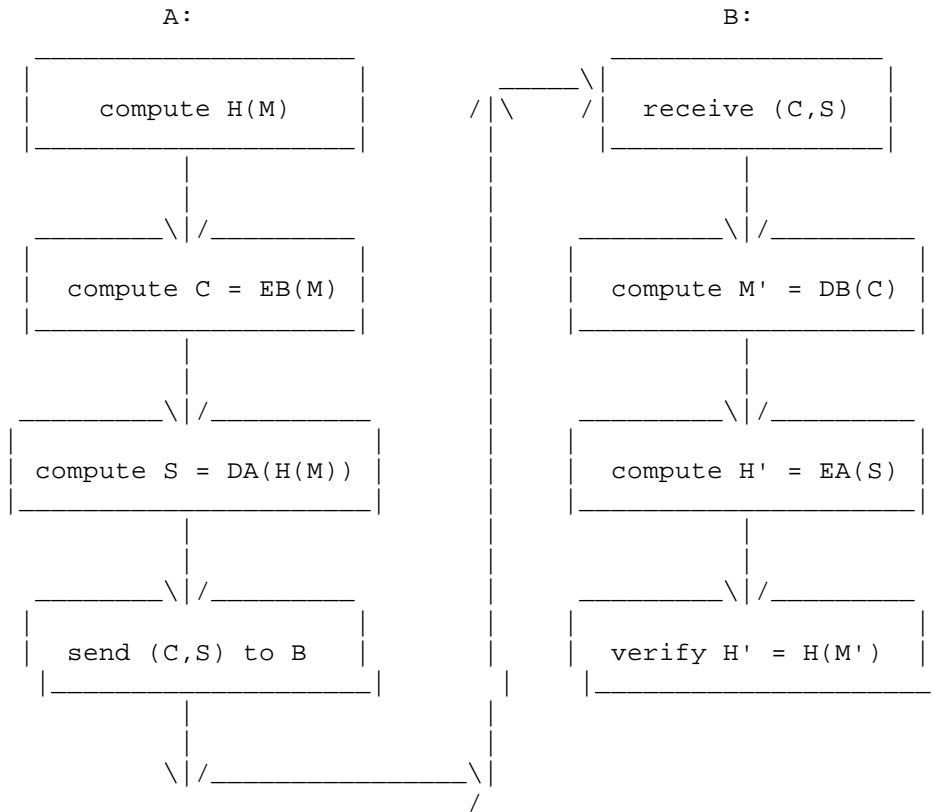 A:
compute H(M)
compute C = EB(M)
compute S = DA(H(M))
send (C,S) to B
B:
receive (C,S)
compute M' = DB(C)
compute H' = EA(S)
verify H' = H(M')